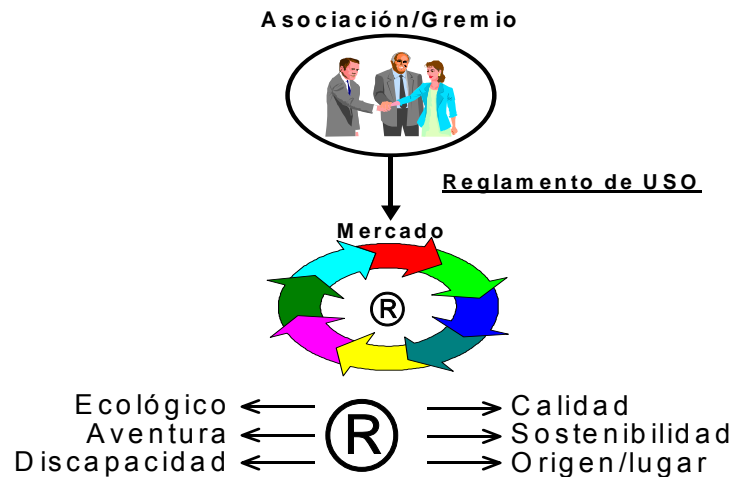 Asociación/Gremio
Reglamento de USO
Mercado
®
Ecológico ® Calidad
Aventura Sostenibilidad
Discapacidad Origen/lugar